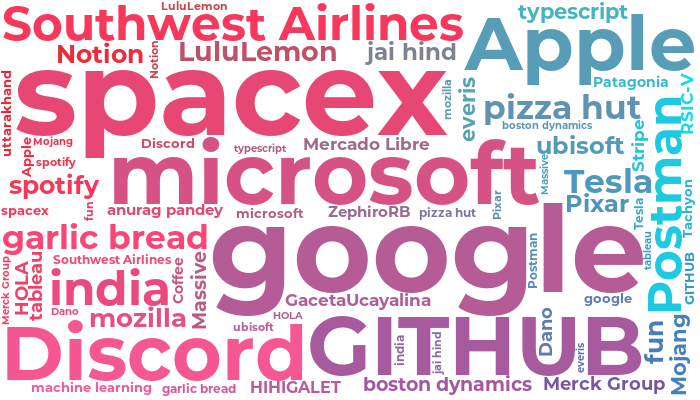 LuluLemon
Southwest Airlines
typescript
Apple
Notion
Notion
LuluLemon
jai hind
Patagonia
spacex
mozilla
everis
pizza hut
RSIC-V
uttarakhand
boston dynamics
Apple
Mojang
Discord
typescript
Mercado Libre
ubisoft
Stripe
Postman
spotify
microsoft
Massive
Tesla
spotify
Pixar
spacex
fun
anurag pandey
microsoft
ZephiroRB
pizza hut
Pixar
Tesla
Tachyon
garlic bread
google
Postman
tableau
Merck Group
HOLA
tableau
Southwest Airlines
Coffee
Massive
GITHUB
india
GacetaUcayalina
google
Dano
mozilla
HOLA
ubisoft
Discord
GITHUB
india
jai hind
Dano
everis
fun
Mojang
machine learning
garlic bread
HIHIGALET
boston dynamics
Merck Group